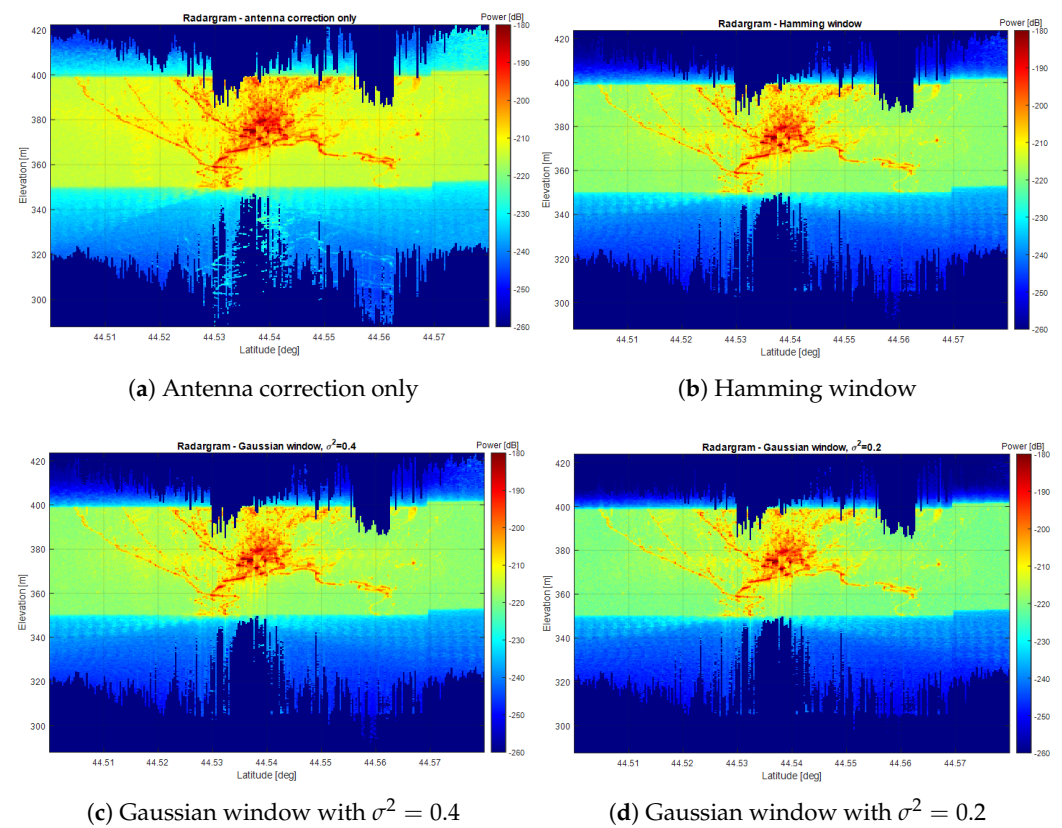 Radargram - antenna correction only
Power [dB]
-180
-190
-200
-210
-220
-230
-240
-250
-260
420
400
380
360
340
320
300
Elevation [m]
44.51 44.52 44.53 44.54 44.55 44.56 44.57
Latitude [deg]
(a) Antenna correction only
Radargram - Hamming window
Power [dB]
-180
-190
-200
-210
-220
-230
-240
-250
-260
420
400
380
360
340
320
300
Elevation [m]
44.51 44.52 44.53 44.54 44.55 44.56 44.57
Latitude [deg]
(b) Hamming window
Radargram - Gaussian window, σ²=0.4
Power [dB]
-180
-190
-200
-210
-220
-230
-240
-250
-260
420
400
380
360
340
320
300
Elevation [m]
44.51 44.52 44.53 44.54 44.55 44.56 44.57
Latitude [deg]
(c) Gaussian window with σ² = 0.4
Radargram - Gaussian window, σ²=0.2
Power [dB]
-180
-190
-200
-210
-220
-230
-240
-250
-260
420
400
380
360
340
320
300
Elevation [m]
44.51 44.52 44.53 44.54 44.55 44.56 44.57
Latitude [deg]
(d) Gaussian window with σ² = 0.2